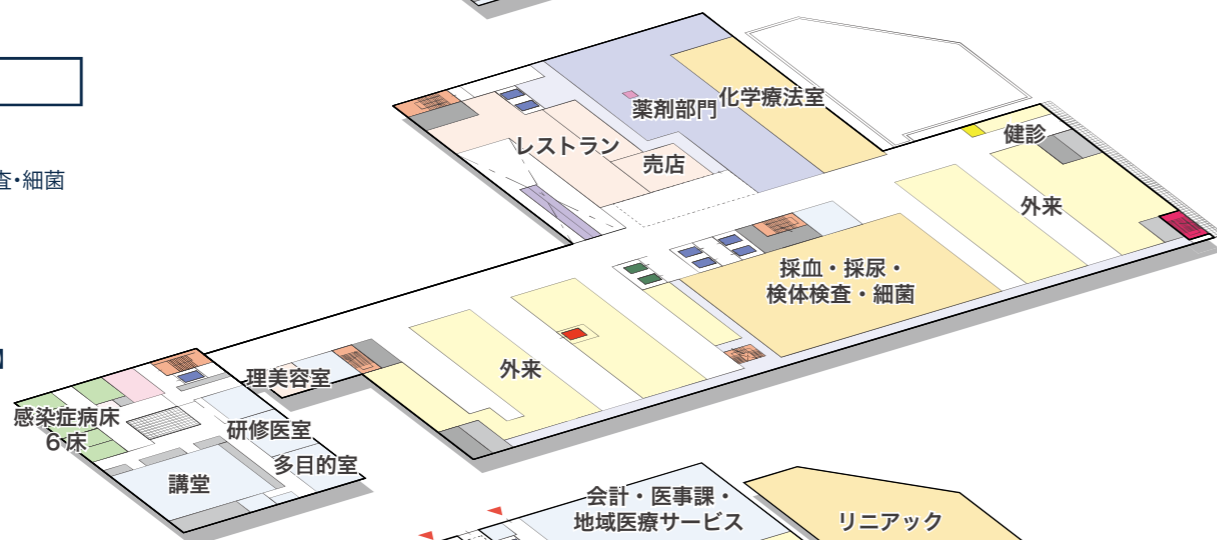 査・細菌
薬剤部門
化学療法室
レストラン
売店
健診
外来
採血・採尿・
検体検査・細菌
外来
理美容室
感染症病床
6床
研修医室
多目的室
講堂
会計・医事課・
地域医療サービス
リニアック